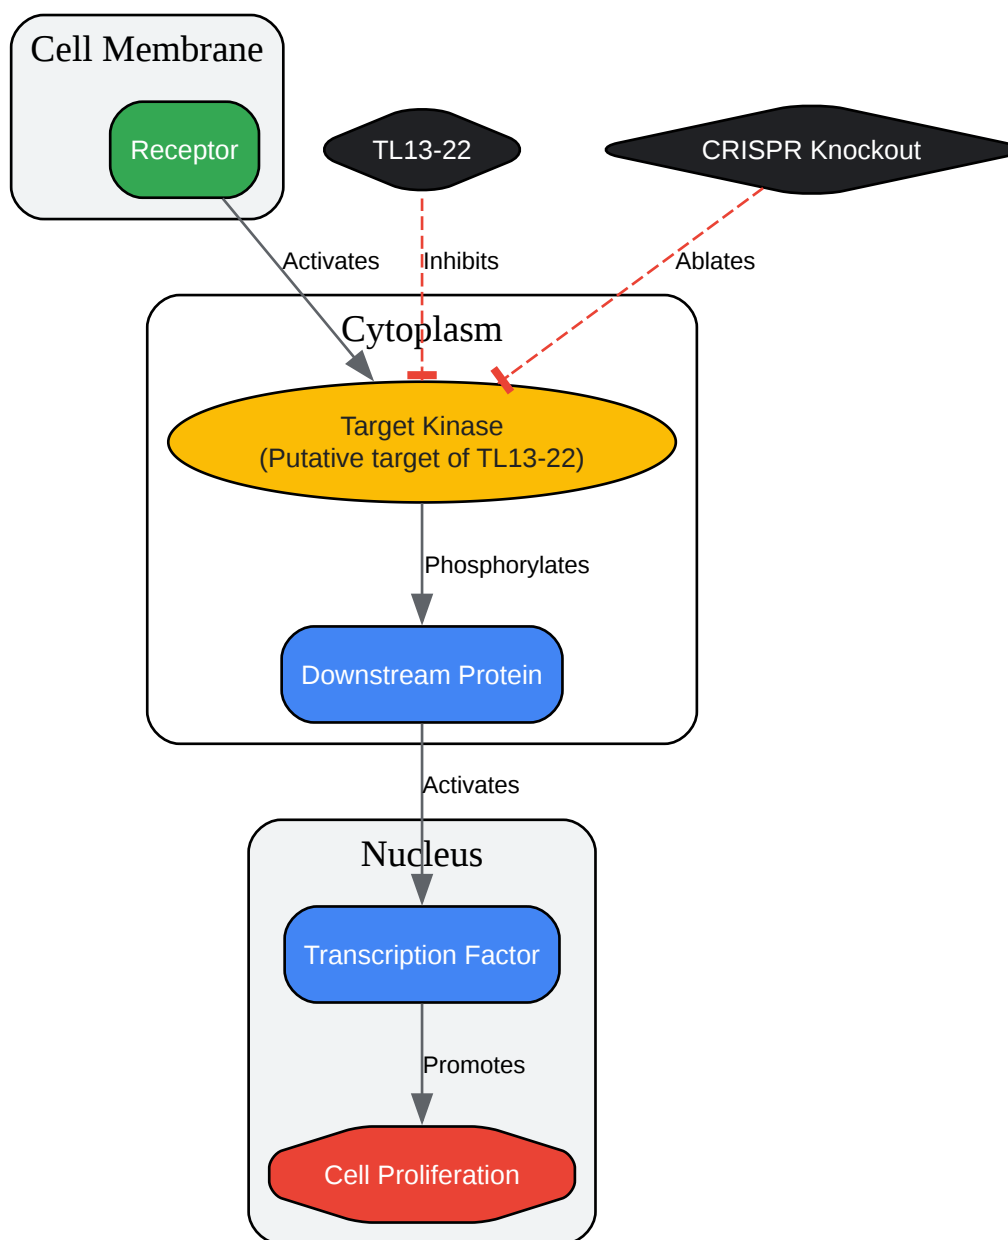 Cell Membrane
Receptor
TL13-22
CRISPR Knockout
Activates
Inhibits
Ablates
Cytoplasm
Target Kinase
(Putative target of TL13-22)
Phosphorylates
Downstream Protein
Activates
Nucleus
Transcription Factor
Promotes
Cell Proliferation